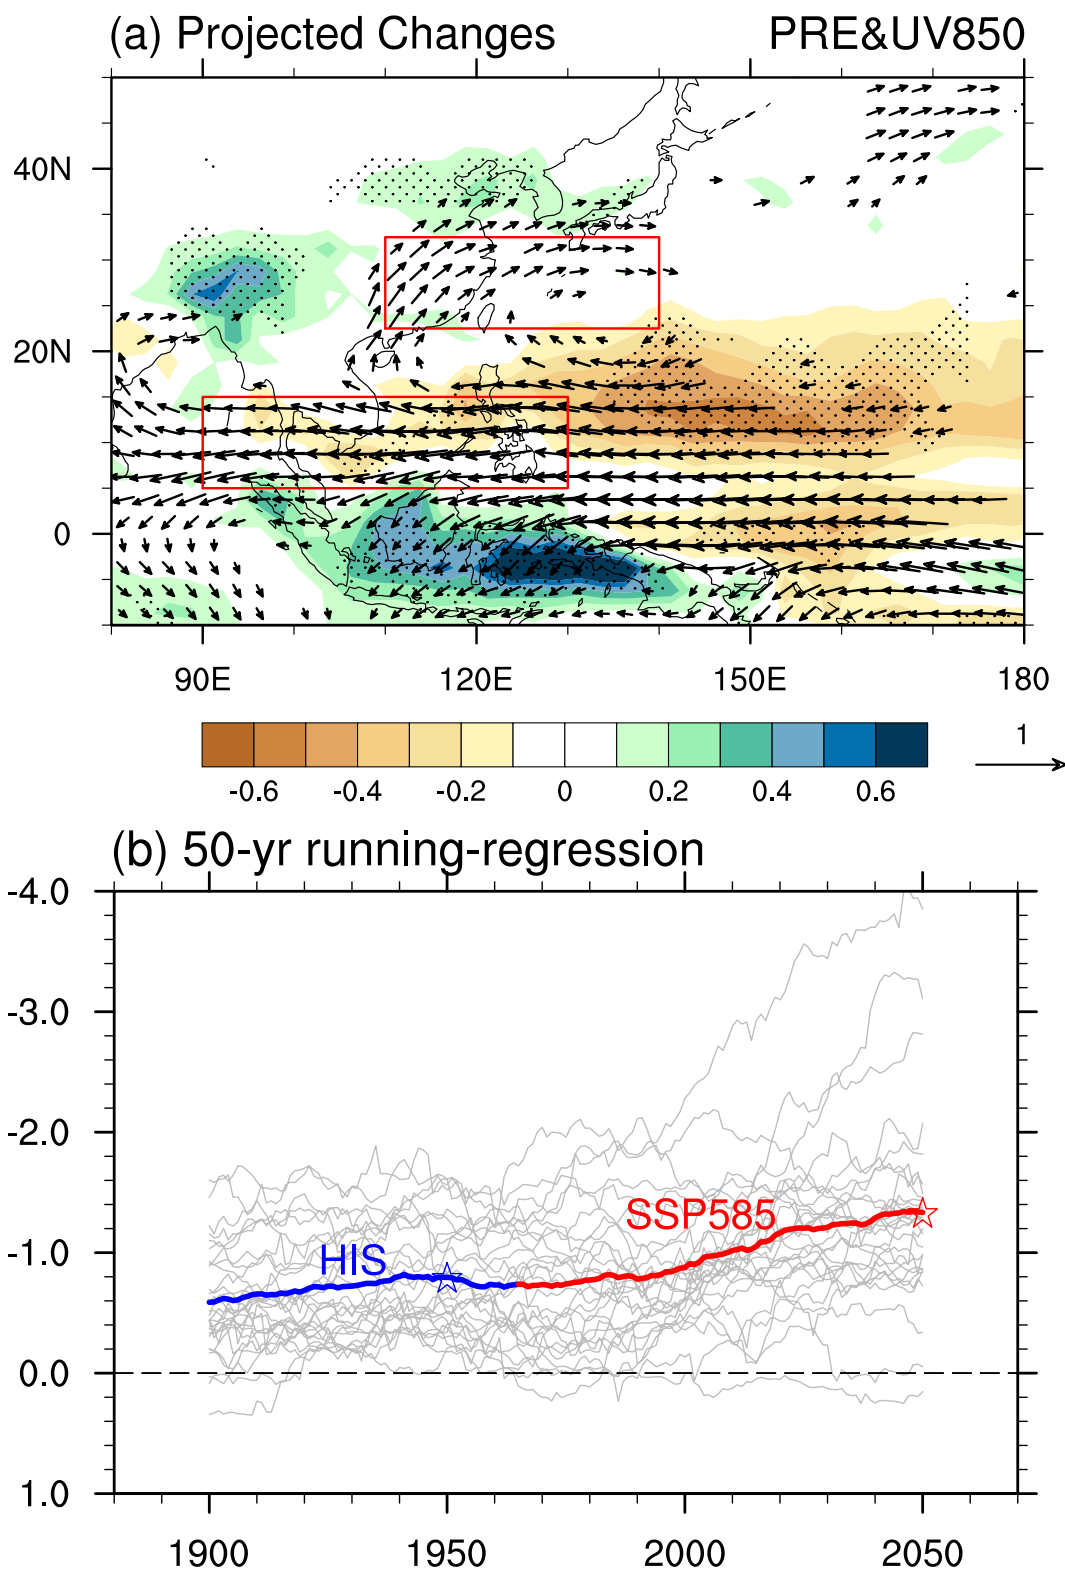 (a) Projected Changes PRE&UV850
40N
20N
0
90E 120E 150E 180
-0.6 -0.4 -0.2 0 0.2 0.4 0.6
1
(b) 50-yr running-regression
-4.0
-3.0
-2.0
-1.0
0.0
1.0
SSP585
HIS
1900 1950 2000 2050